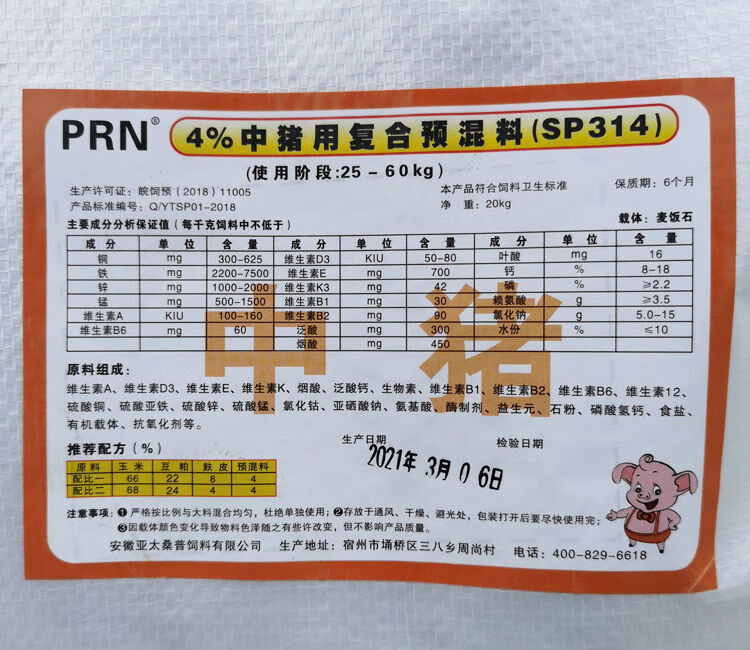 PRN®
4%中猪用复合预混料(SP314)
(使用阶段:25-60kg)
生产许可证：皖饲预（2018）11005 本产品符合饲料卫生标准 保质期：6个月
产品标准编号：Q/YTSP01-2018 净 重：20kg
主要成分分析保证值（每千克饲料中不低于） 载体：麦饭石
成 分 单 位 含 量 成 分 单 位 含 量 成 分 单 位 含 量
铜 mg 300-625 维生素D3 KIU 50-80 叶酸 mg 16
铁 mg 2200-7500 维生素E mg 700 钙 % 8-18
锌 mg 1000-2000 维生素K3 mg 42 磷 % ≥2.2
锰 mg 500-1500 维生素B1 mg 30 赖氨酸 g ≥3.5
维生素A KIU 100-160 维生素B2 mg 90 氯化钠 g 5.0-15
维生素B6 mg 60 泛酸 mg 300 水份 % ≤10
烟酸 mg 450
中猪
原料组成：
维生素A、维生素D3、维生素E、维生素K、烟酸、泛酸钙、生物素、维生素B1、维生素B2、维生素B6、维生素12、
硫酸铜、硫酸亚铁、硫酸锌、硫酸锰、氯化钴、亚硒酸钠、氨基酸、酶制剂、益生元、石粉、磷酸氢钙、食盐、
有机载体、抗氧化剂等。
生产日期 检验日期
2021年3月06日
推荐配方（%）
原料 玉米 豆粕 麸皮 预混料
配比一 66 22 8 4
配比二 68 24 4 4
注意事项：①严格按比例与大料混合均匀，杜绝单独使用；②存放于通风、干燥、避光处，包装打开后要尽快使用完；
③因载体颜色变化导致物料色泽随之有些许改变，但不影响产品质量。
安徽亚太桑普饲料有限公司 生产地址：宿州市埇桥区三八乡周尚村 电话：400-829-6618